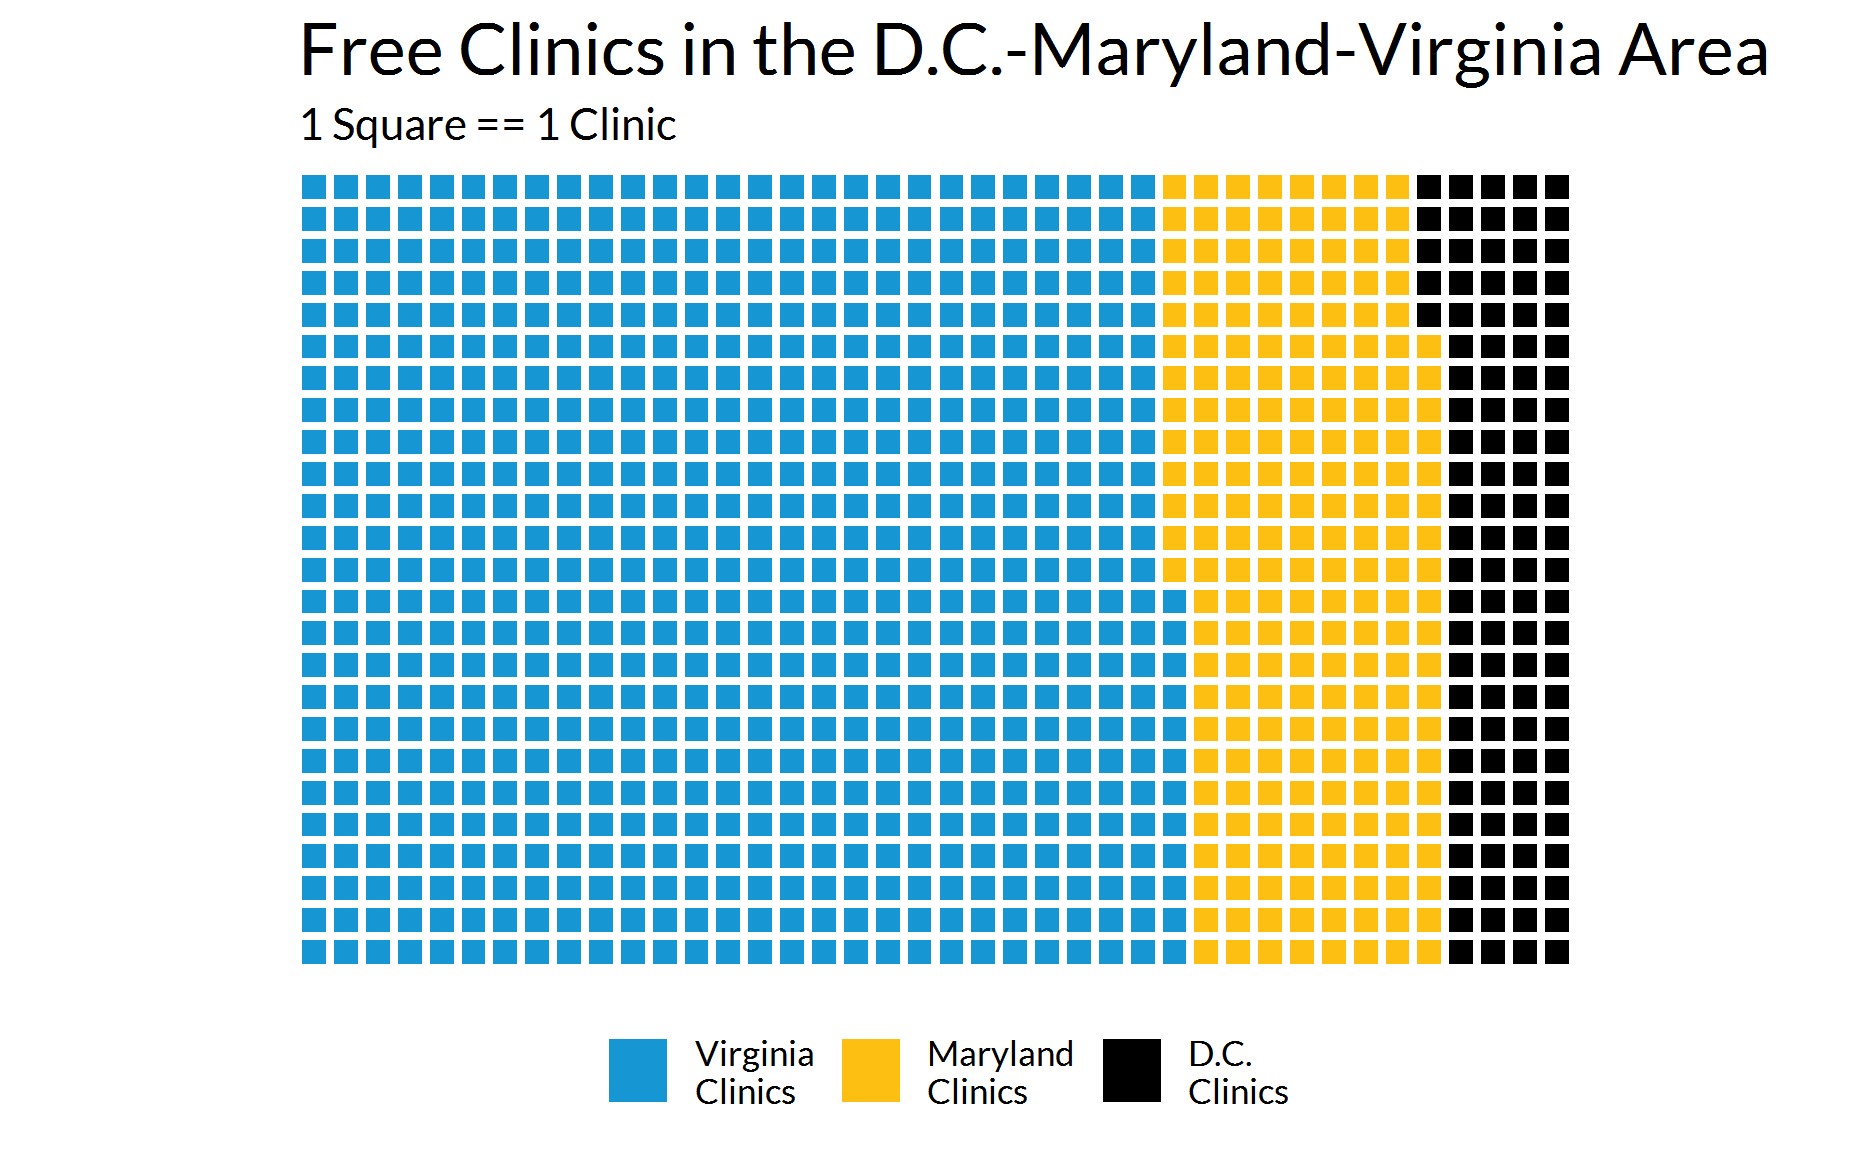 Free Clinics in the D.C.-Maryland-Virginia Area
1 Square == 1 Clinic
Virginia
Clinics
Maryland
Clinics
D.C.
Clinics